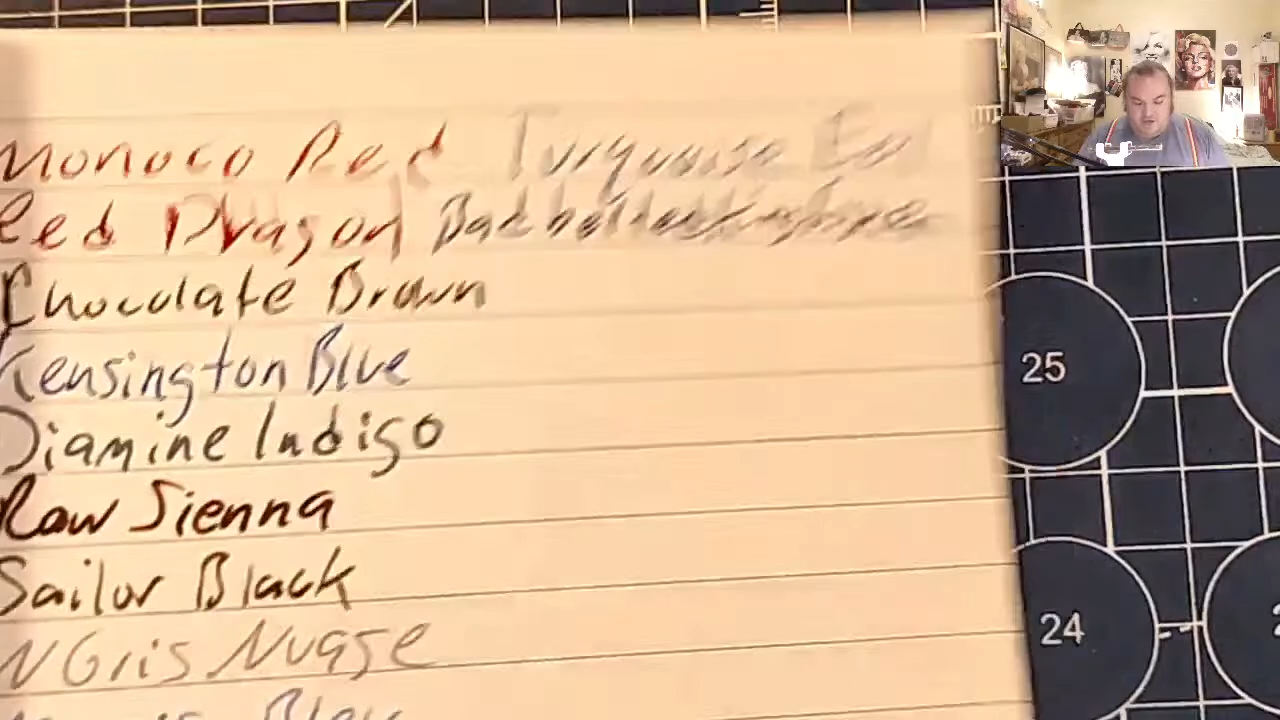 Monoco Red Turquoise
Red Dragon
Chocolate Brown
Kensington Blue
Diamine Indigo
Raw Sienna
Sailor Black
N Gris Nuage
Bleu
25
24